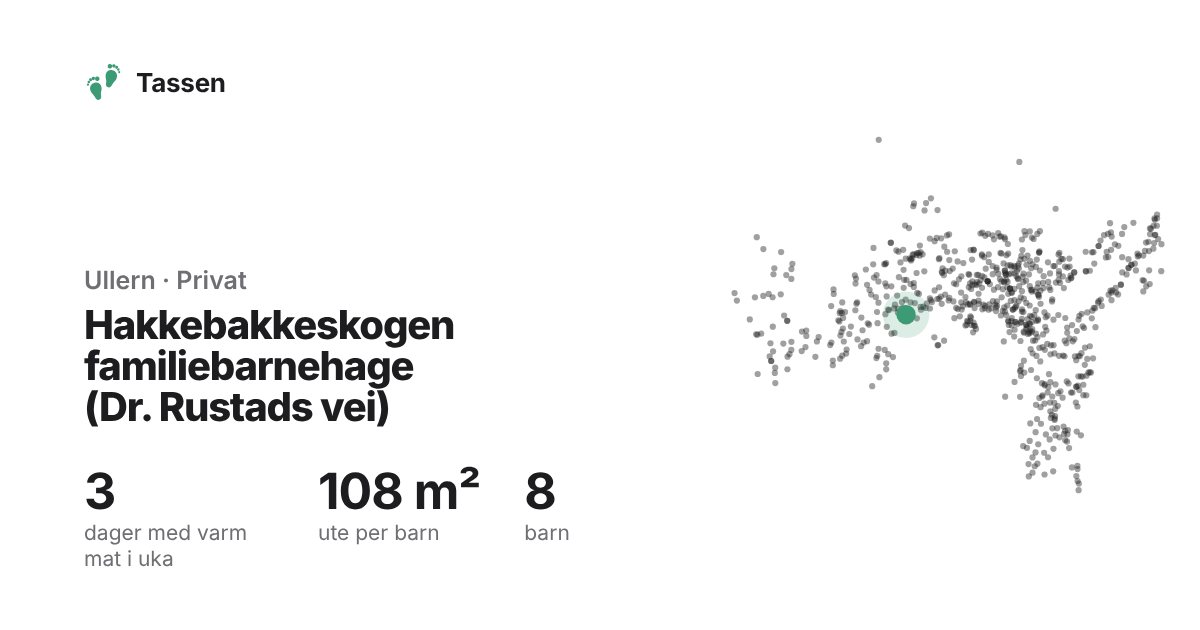 Tassen
Ullern · Privat
Hakkebakkeskogen
familiebarnehage
(Dr. Rustads vei)
3
dager med varm
mat i uka
108 m²
ute per barn
8
barn